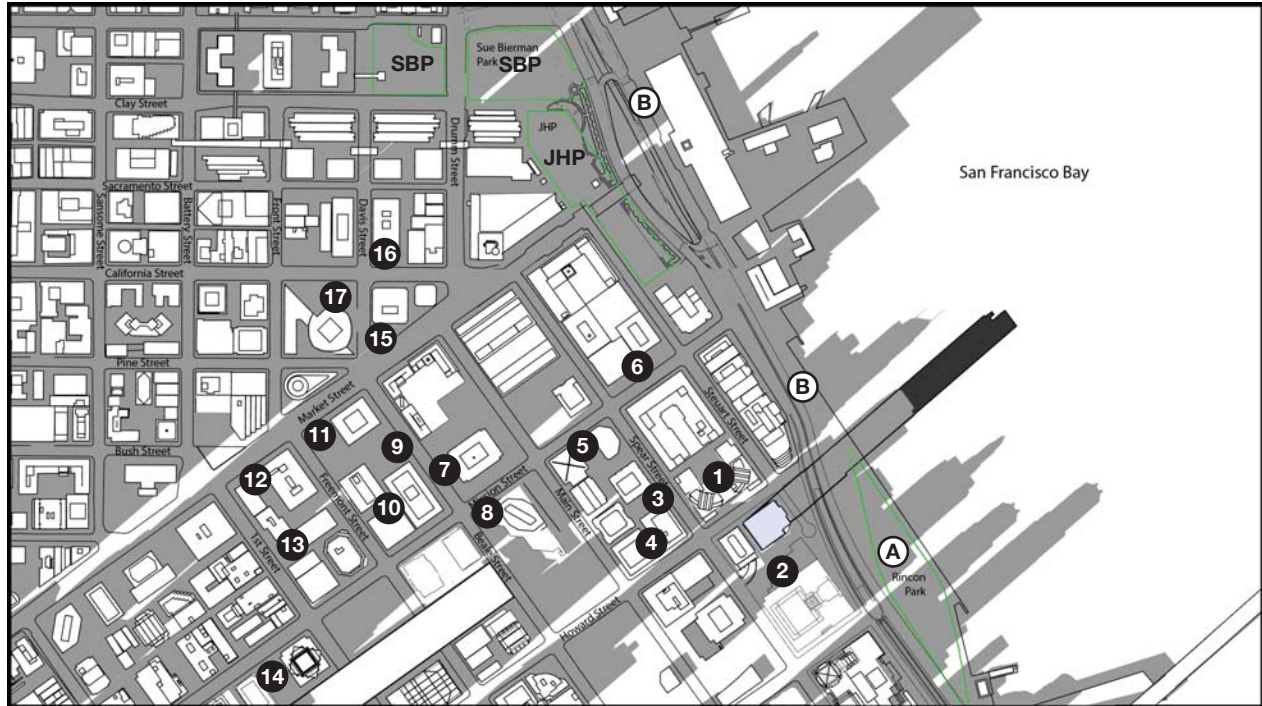 SBP
Sue Bierman
Park
SBP
B
Clay Street
JHP
JHP
Drumm Street
San Francisco Bay
Sacramento Street
Sansome Street
Battery Street
Front Street
Davis Street
16
California Street
17
15
Pine Street
6
B
Market Street
Steuart Street
11
9
5
Bush Street
7
Spear Street
1
12
Freemont Street
10
8
Mission Street
Main Street
3
13
1st Street
4
Beale Street
2
A
Rincon
Park
Howard Street
14